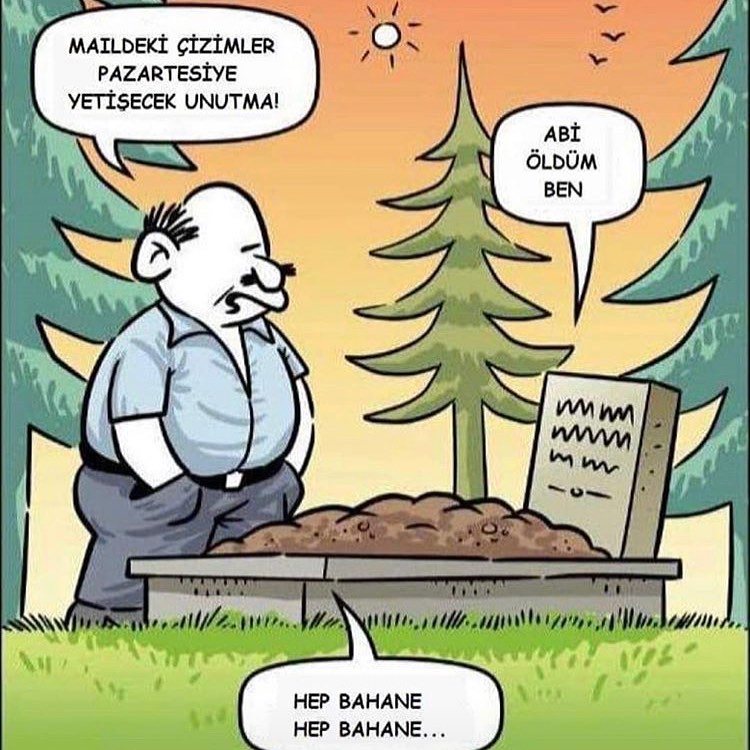 MAILDEKİ ÇİZİMLER
PAZARTESİYE
YETİŞECEK UNUTMA!
ABİ
ÖLDÜM
BEN
HEP BAHANE
HEP BAHANE...